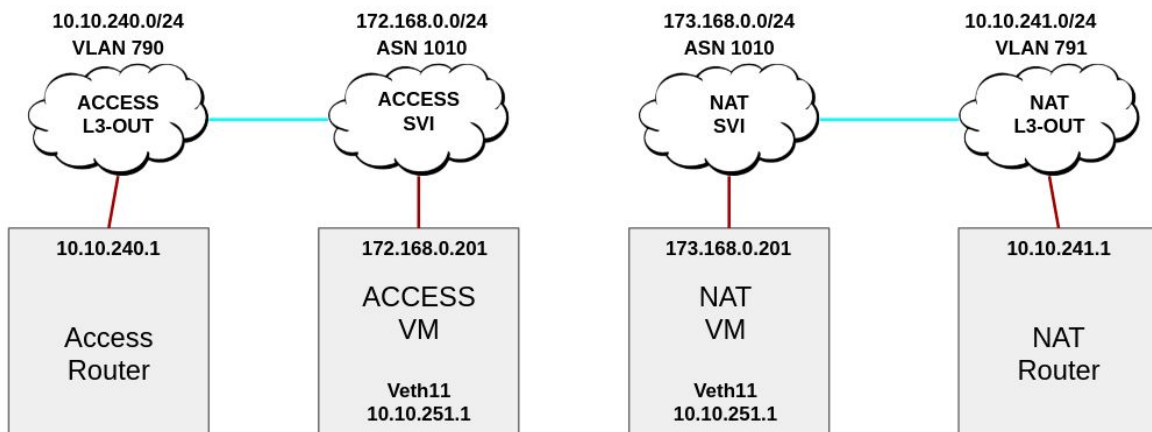 10.10.240.0/24
VLAN 790
172.168.0.0/24
ASN 1010
173.168.0.0/24
ASN 1010
10.10.241.0/24
VLAN 791
ACCESS
L3-OUT
ACCESS
SVI
NAT
SVI
NAT
L3-OUT
10.10.240.1
Access
Router
172.168.0.201
ACCESS
VM
Veth11
10.10.251.1
173.168.0.201
NAT
VM
Veth11
10.10.251.1
10.10.241.1
NAT
Router